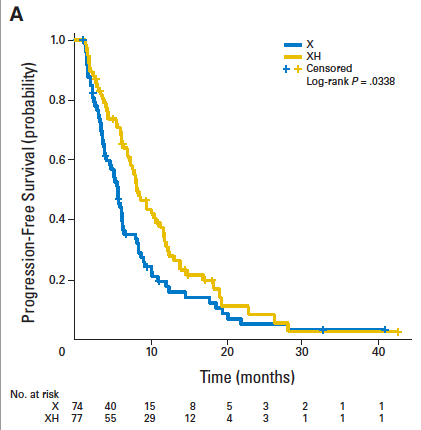 A
X
XH
Censored
Log-rank P = .0338
Progression-Free Survival (probability)
1.0
0.8
0.6
0.4
0.2
0 10 20 30 40
Time (months)
No. at risk
X 74 40 15 8 5 3 2 1 1
XH 77 55 29 12 4 3 1 1 1